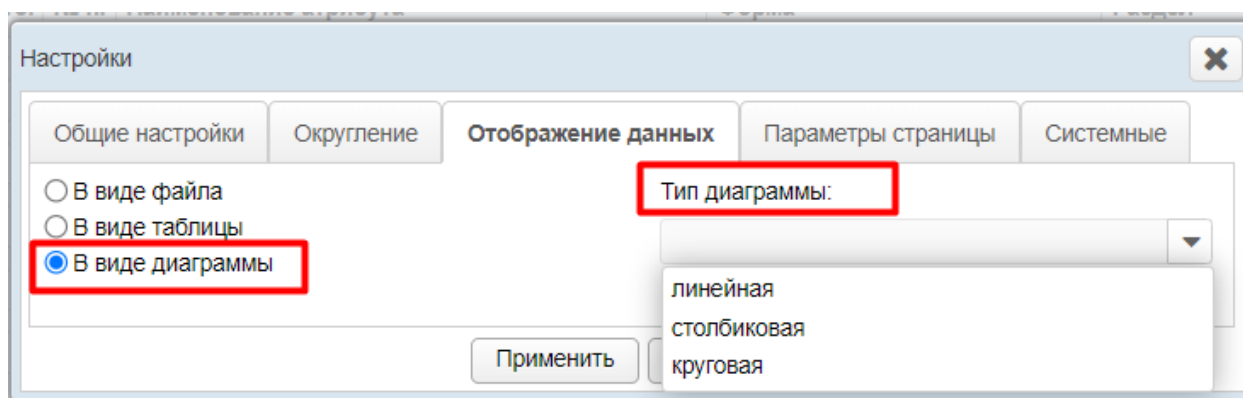 Настройки
Общие настройки Округление Отображение данных Параметры страницы Системные
В виде файла Тип диаграммы:
В виде таблицы
В виде диаграммы
линейная
столбиковая
Применить круговая